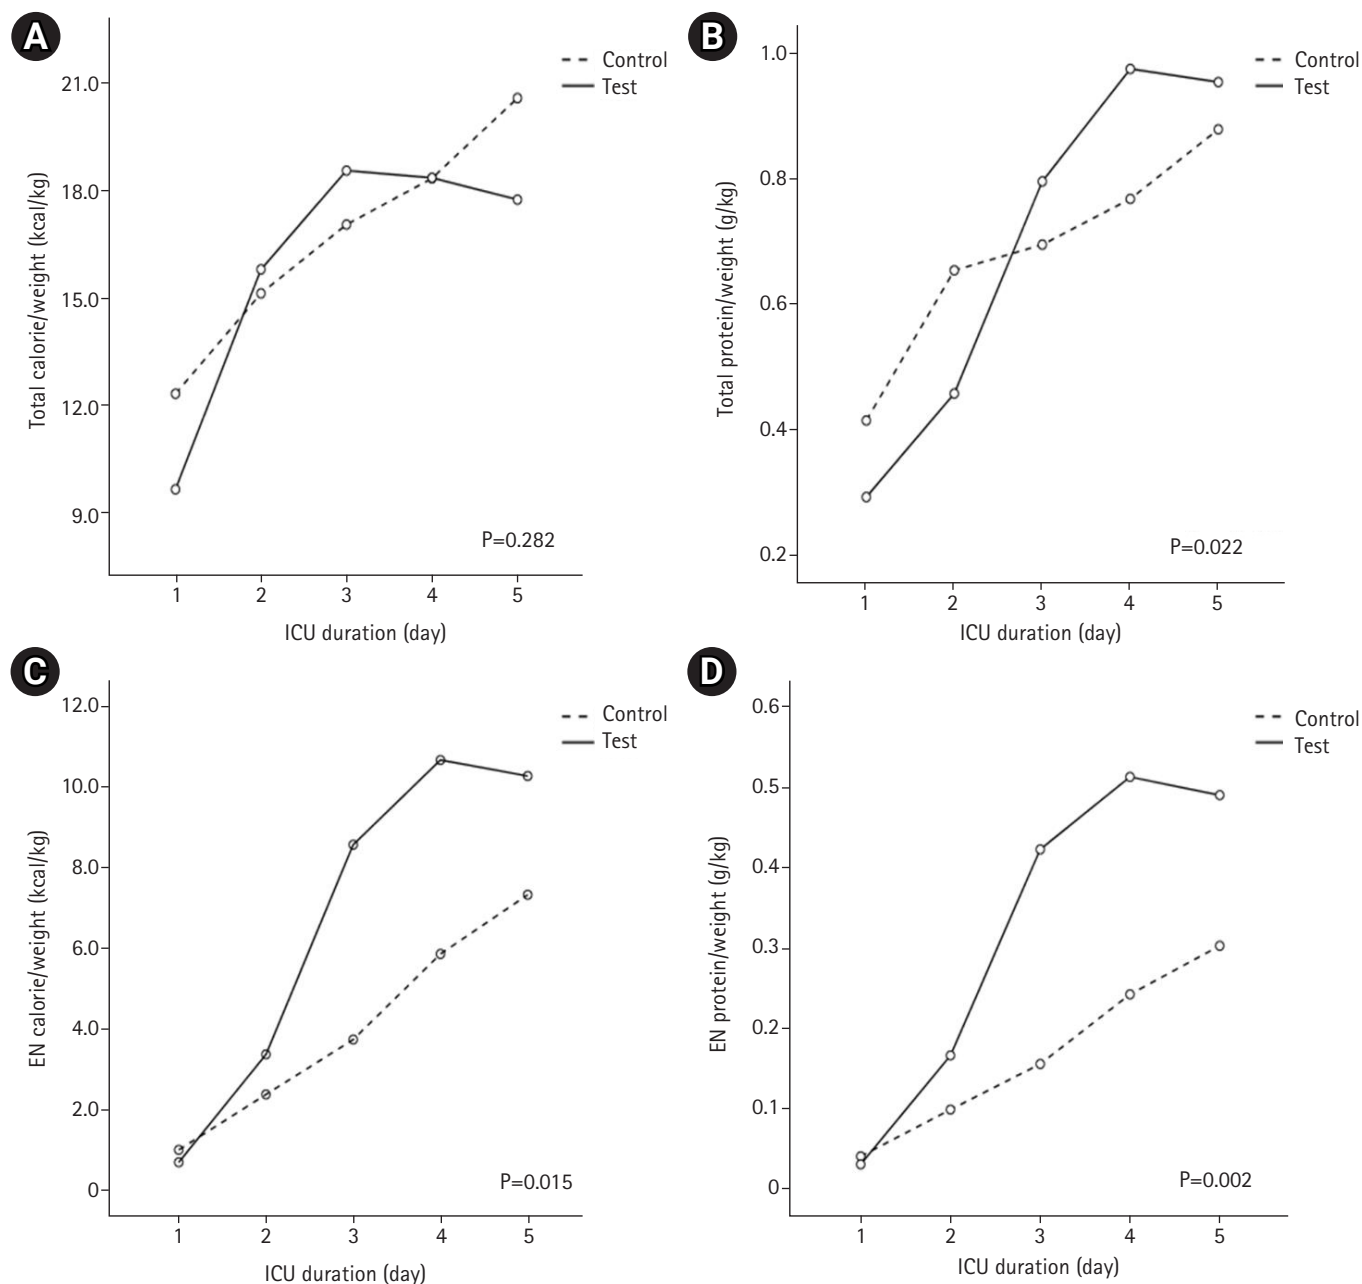 A
Control
Test
21.0
18.0
15.0
12.0
9.0
Total calorie/weight (kcal/kg)
P=0.282
1 2 3 4 5
ICU duration (day)
B
Control
Test
1.0
0.8
0.6
0.4
0.2
Total protein/weight (g/kg)
P=0.022
1 2 3 4 5
ICU duration (day)
C
Control
Test
12.0
10.0
8.0
6.0
4.0
2.0
0
EN calorie/weight (kcal/kg)
P=0.015
1 2 3 4 5
ICU duration (day)
D
Control
Test
0.6
0.5
0.4
0.3
0.2
0.1
0
EN protein/weight (g/kg)
P=0.002
1 2 3 4 5
ICU duration (day)